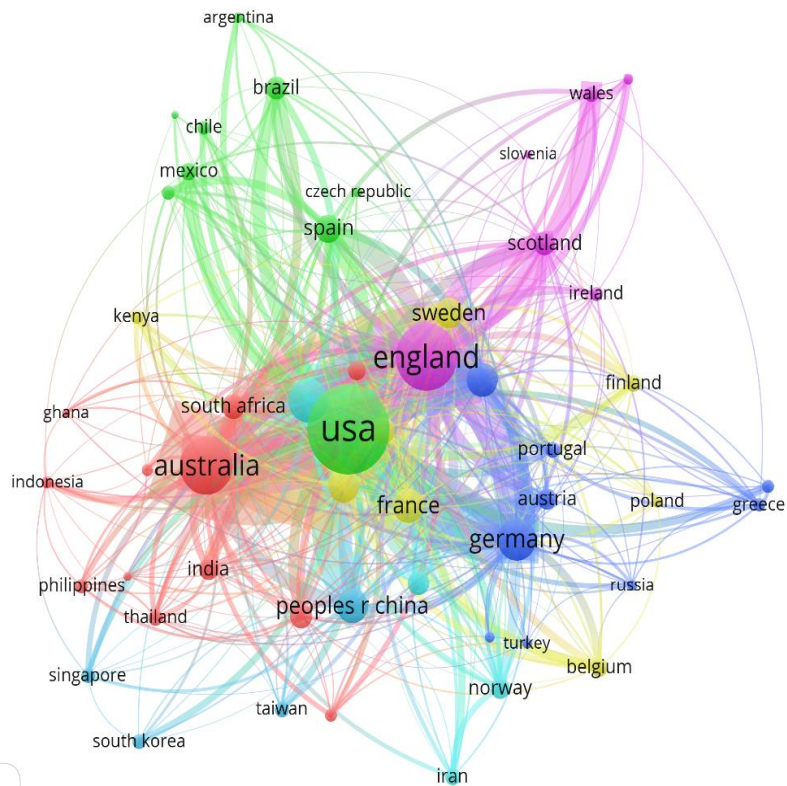 argentina
brazil
wales
chile
slovenia
mexico
czech republic
spain
scotland
ireland
kenya
sweden
england
finland
south africa
ghana
usa
portugal
australia
indonesia
austria
poland
france
greece
germany
india
philippines
russia
peoples r china
thailand
turkey
belgium
singapore
norway
taiwan
south korea
iran